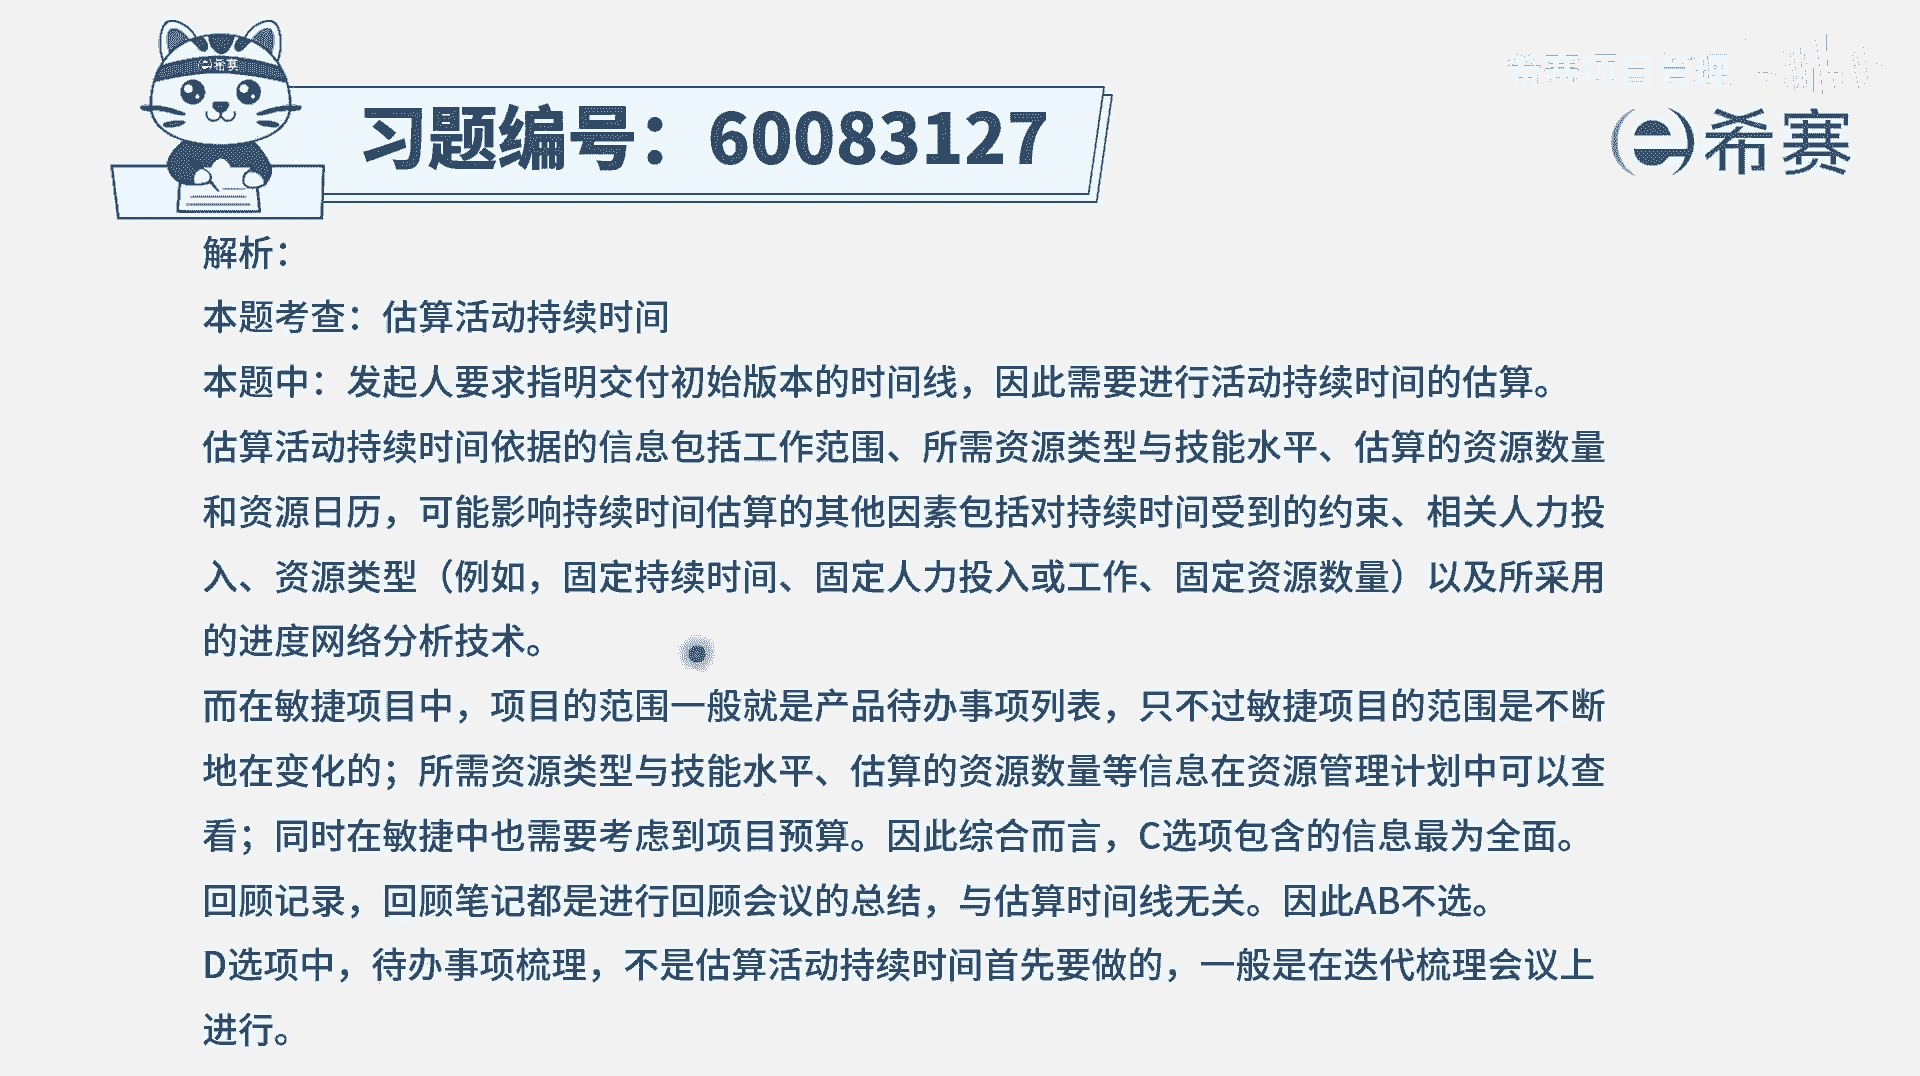 希赛
习题编号：60083127
希赛
解析：
本题考查：估算活动持续时间
本题中：发起人要求指明交付初始版本的时间线，因此需要进行活动持续时间的估算。
估算活动持续时间依据的信息包括工作范围、所需资源类型与技能水平、估算的资源数量
和资源日历，可能影响持续时间估算的其他因素包括对持续时间受到的约束、相关人力投
入、资源类型（例如，固定持续时间、固定人力投入或工作、固定资源数量）以及所采用
的进度网络分析技术。
而在敏捷项目中，项目的范围一般就是产品待办事项列表，只不过敏捷项目的范围是不断
地在变化的；所需资源类型与技能水平、估算的资源数量等信息在资源管理计划中可以查
看；同时在敏捷中也需要考虑到项目预算。因此综合而言，C选项包含的信息最为全面。
回顾记录，回顾笔记都是进行回顾会议的总结，与估算时间线无关。因此AB不选。
D选项中，待办事项梳理，不是估算活动持续时间首先要做的，一般是在迭代梳理会议上
进行。